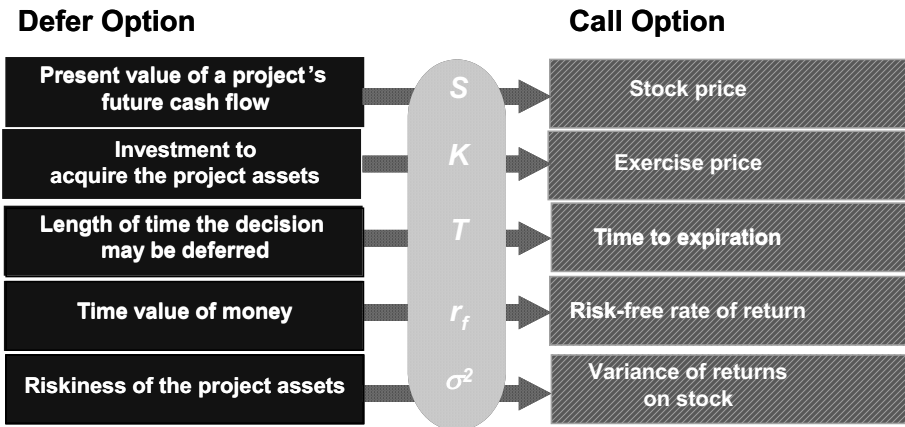 Defer Option
Call Option
Present value of a project's
future cash flow
S
Stock price
Investment to
acquire the project assets
K
Exercise price
Length of time the decision
may be deferred
T
Time to expiration
Time value of money
r_f
Risk-free rate of return
Riskiness of the project assets
σ²
Variance of returns
on stock